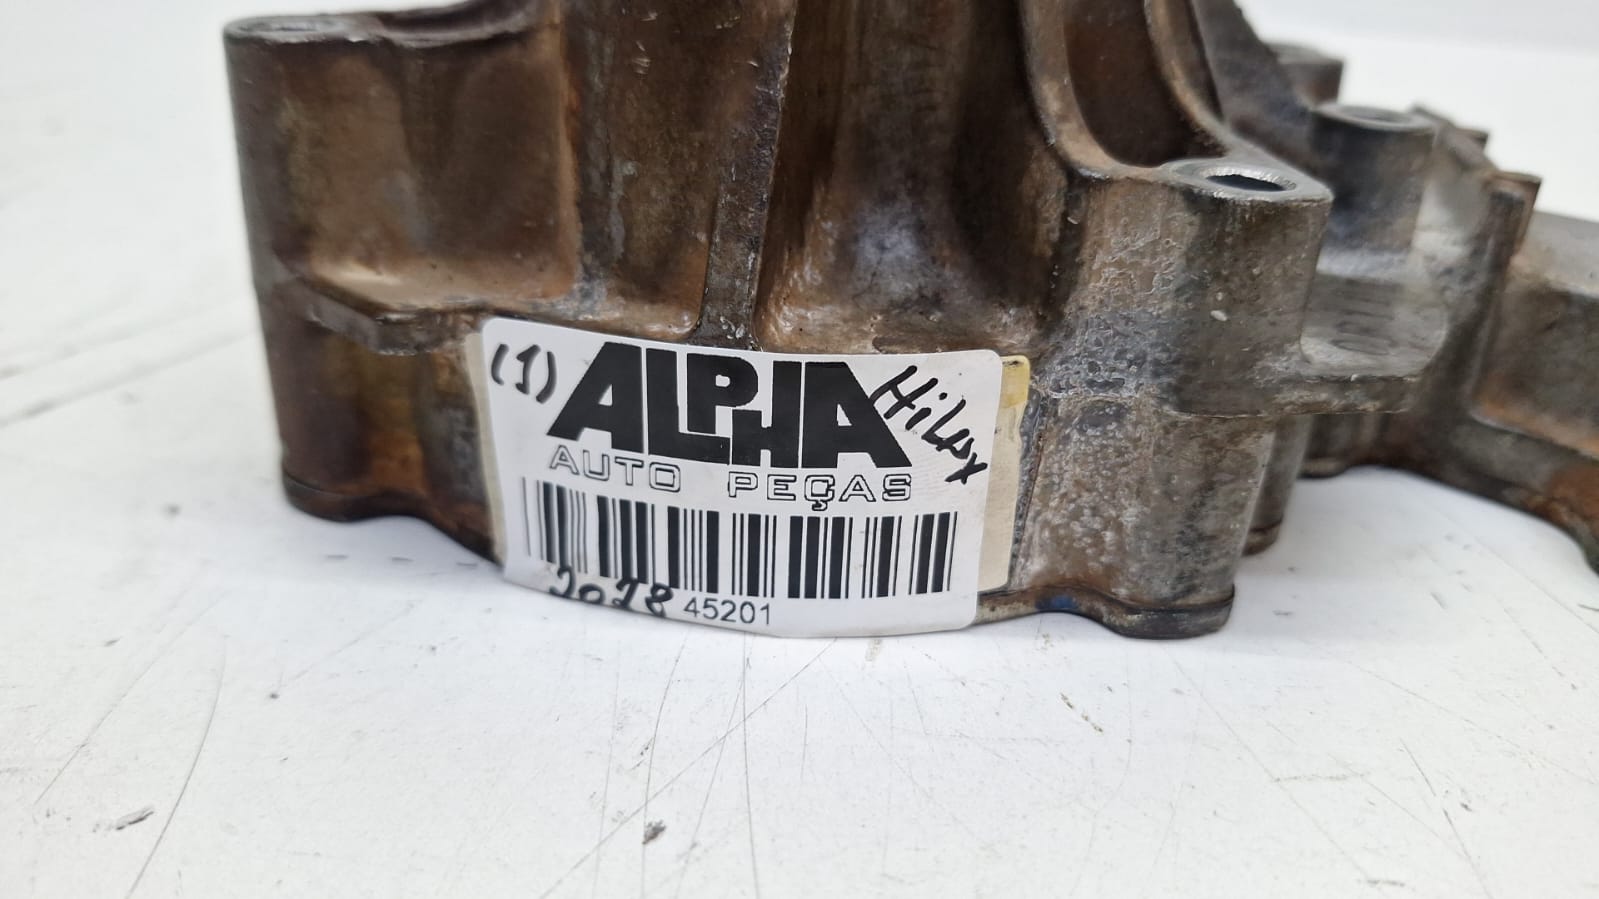 (1) ALPHA Hilux
AUTO PEÇAS
2018 45201